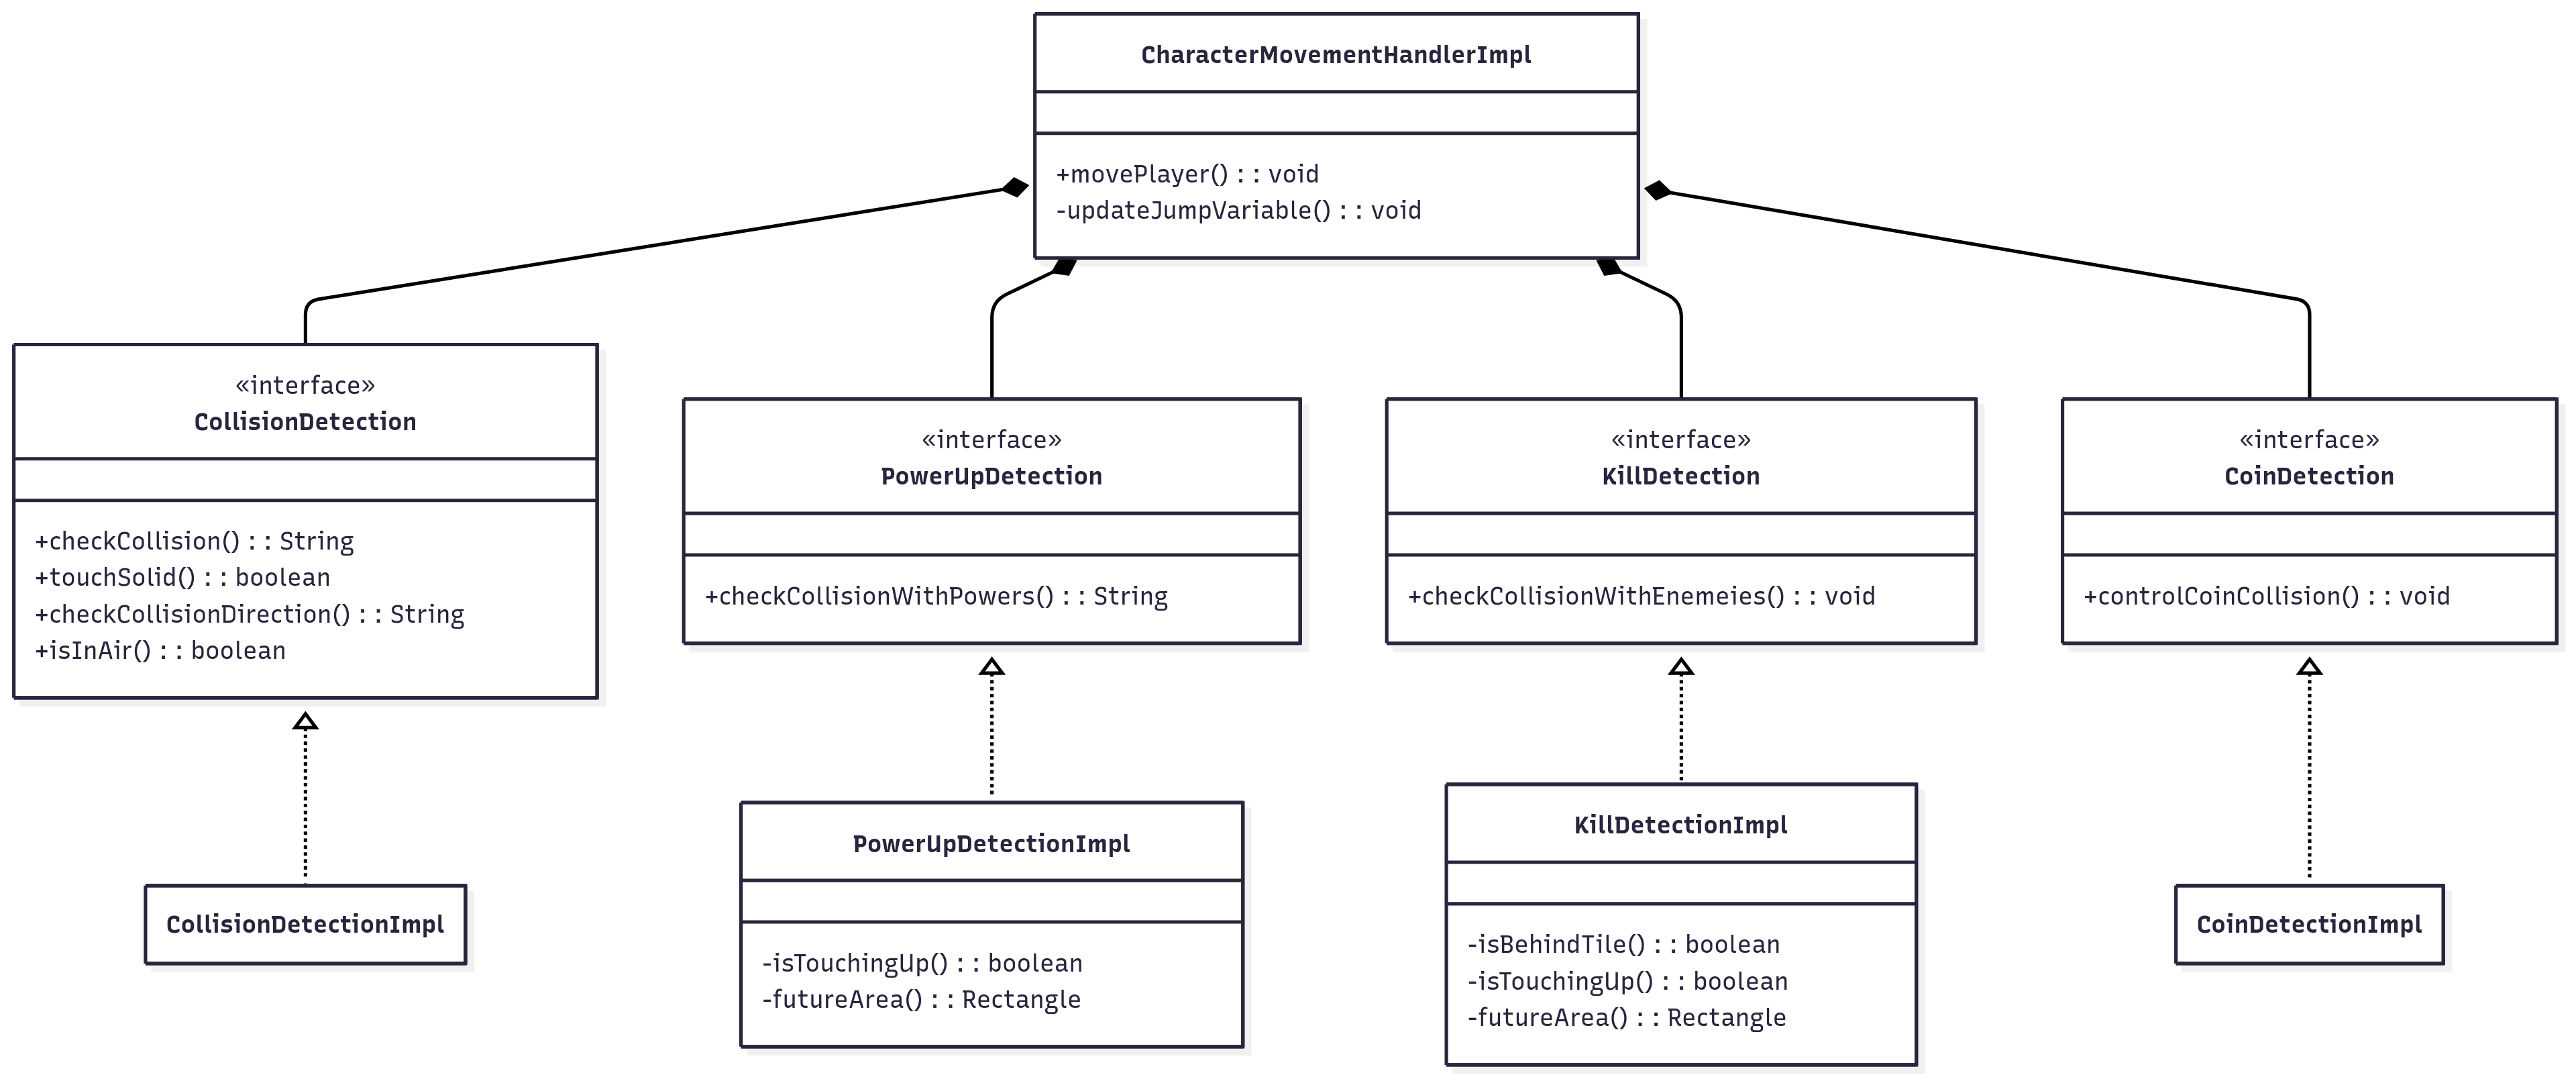 CharacterMovementHandlerImpl
+movePlayer() : : void
-updateJumpVariable() : : void
«interface»
CollisionDetection
+checkCollision() : : String
+touchSolid() : : boolean
+checkCollisionDirection() : : String
+isInAir() : : boolean
«interface»
PowerUpDetection
+checkCollisionWithPowers() : : String
«interface»
KillDetection
+checkCollisionWithEnemeies() : : void
«interface»
CoinDetection
+controlCoinCollision() : : void
CollisionDetectionImpl
PowerUpDetectionImpl
-isTouchingUp() : : boolean
-futureArea() : : Rectangle
KillDetectionImpl
-isBehindTile() : : boolean
-isTouchingUp() : : boolean
-futureArea() : : Rectangle
CoinDetectionImpl